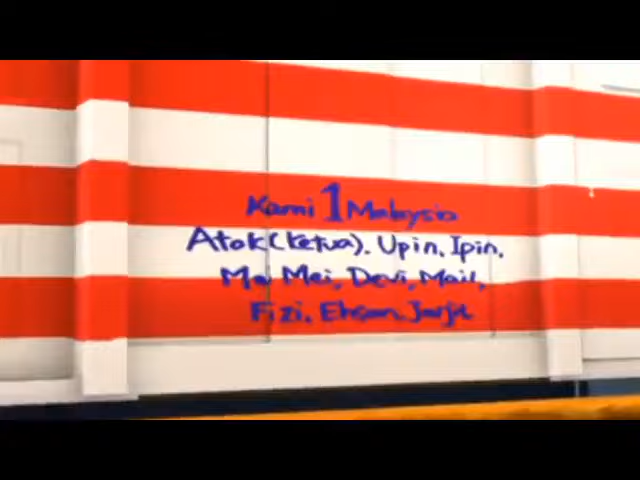 Kami 1 Malaysia
Atok(ketua), Upin, Ipin,
Mei Mei, Devi, Mail,
Fizi, Ehsan, Jarjit